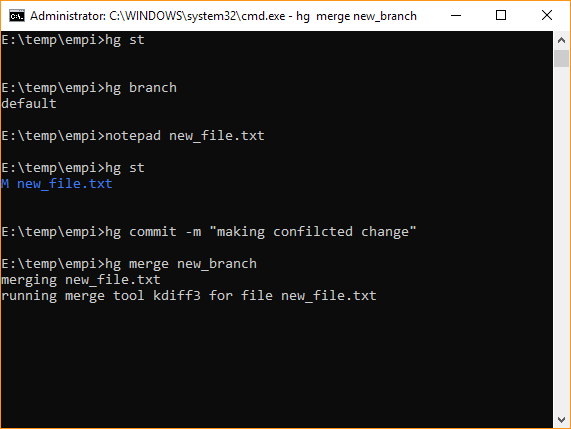 Administrator: C:\WINDOWS\system32\cmd.exe - hg  merge new_branch
E:\temp\empi>hg st
E:\temp\empi>hg branch
default
E:\temp\empi>notepad new_file.txt
E:\temp\empi>hg st
M new_file.txt
E:\temp\empi>hg commit -m "making confilcted change"
E:\temp\empi>hg merge new_branch
merging new_file.txt
running merge tool kdiff3 for file new_file.txt